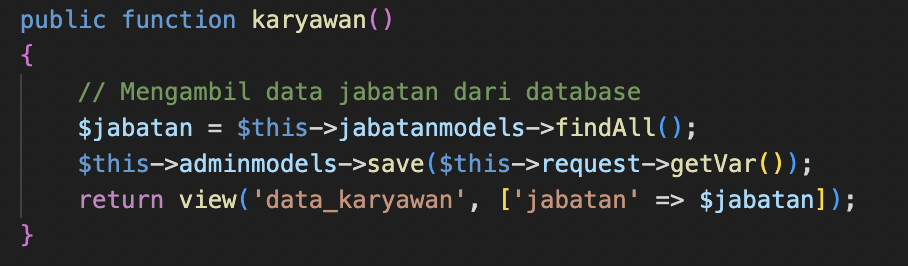 public function karyawan()
{
// Mengambil data jabatan dari database
$jabatan = $this->jabatanmodels->findAll();
$this->adminmodels->save($this->request->getVar());
return view('data_karyawan', ['jabatan' => $jabatan]);
}